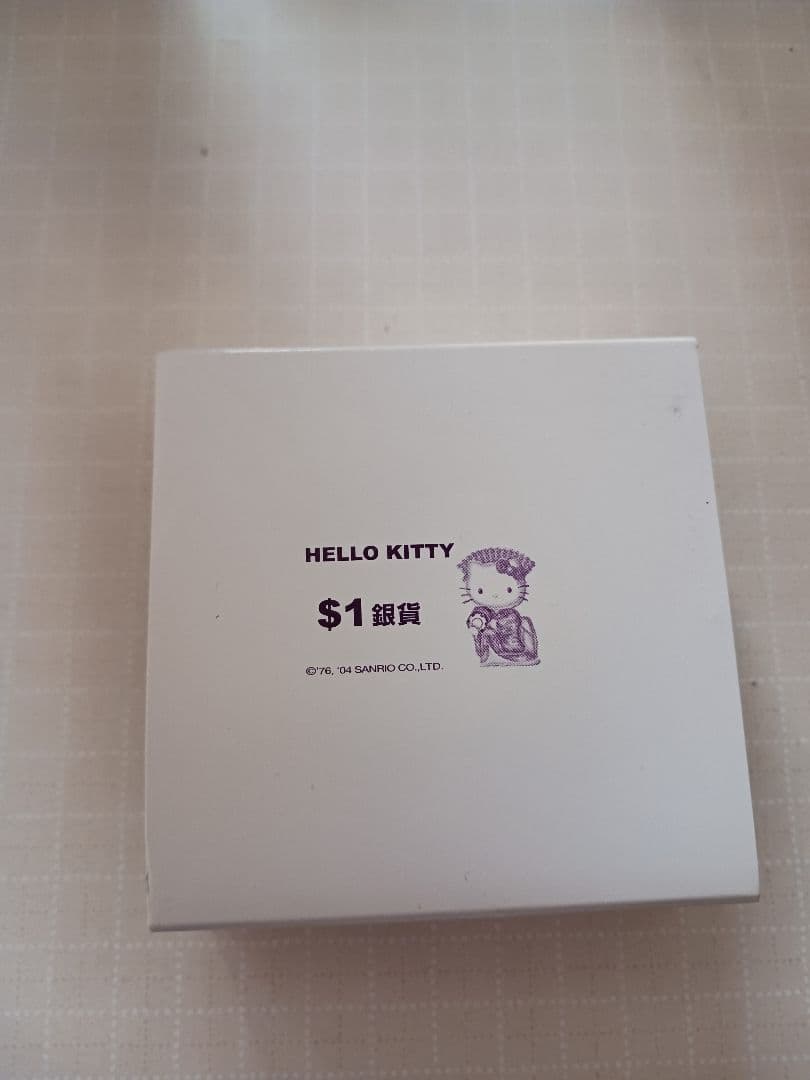 HELLO KITTY
$1 銀貨
©'76, '04 SANRIO CO.,LTD.